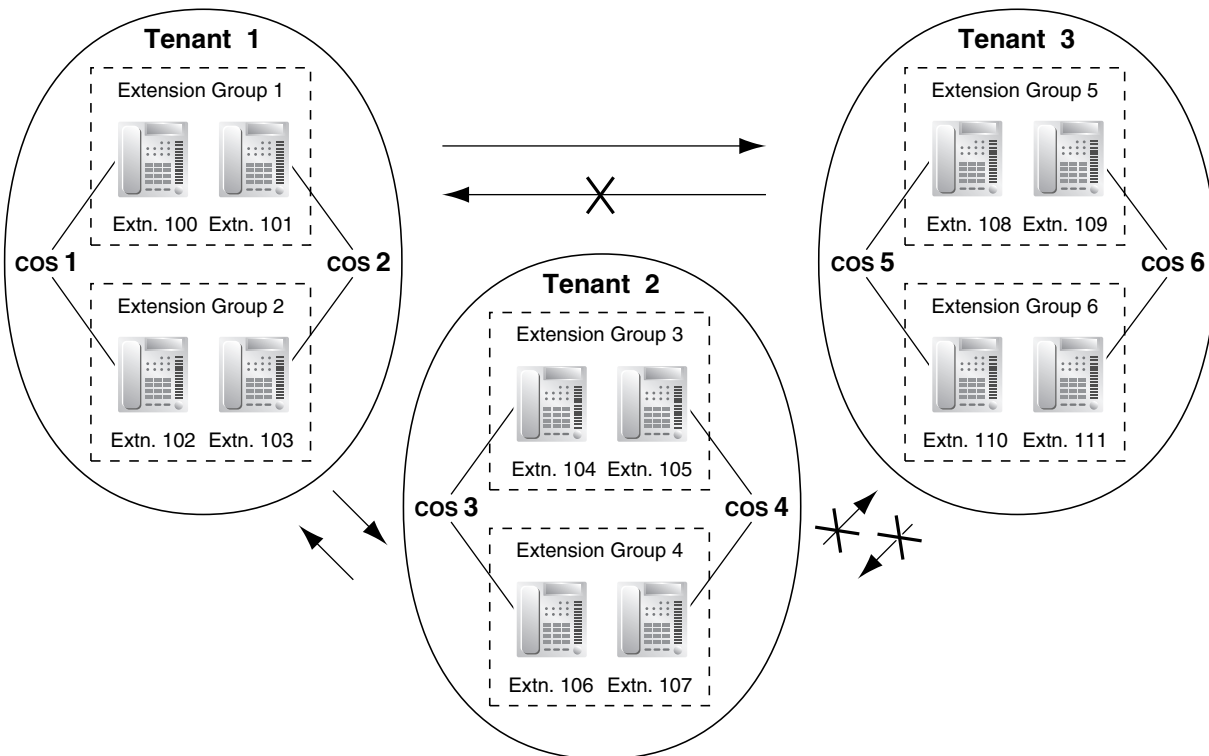 Tenant 1
Extension Group 1
Extn. 100 Extn. 101
COS 1
COS 2
Extension Group 2
Extn. 102 Extn. 103
Tenant 2
Extension Group 3
Extn. 104 Extn. 105
COS 3
COS 4
Extension Group 4
Extn. 106 Extn. 107
Tenant 3
Extension Group 5
Extn. 108 Extn. 109
COS 5
COS 6
Extension Group 6
Extn. 110 Extn. 111